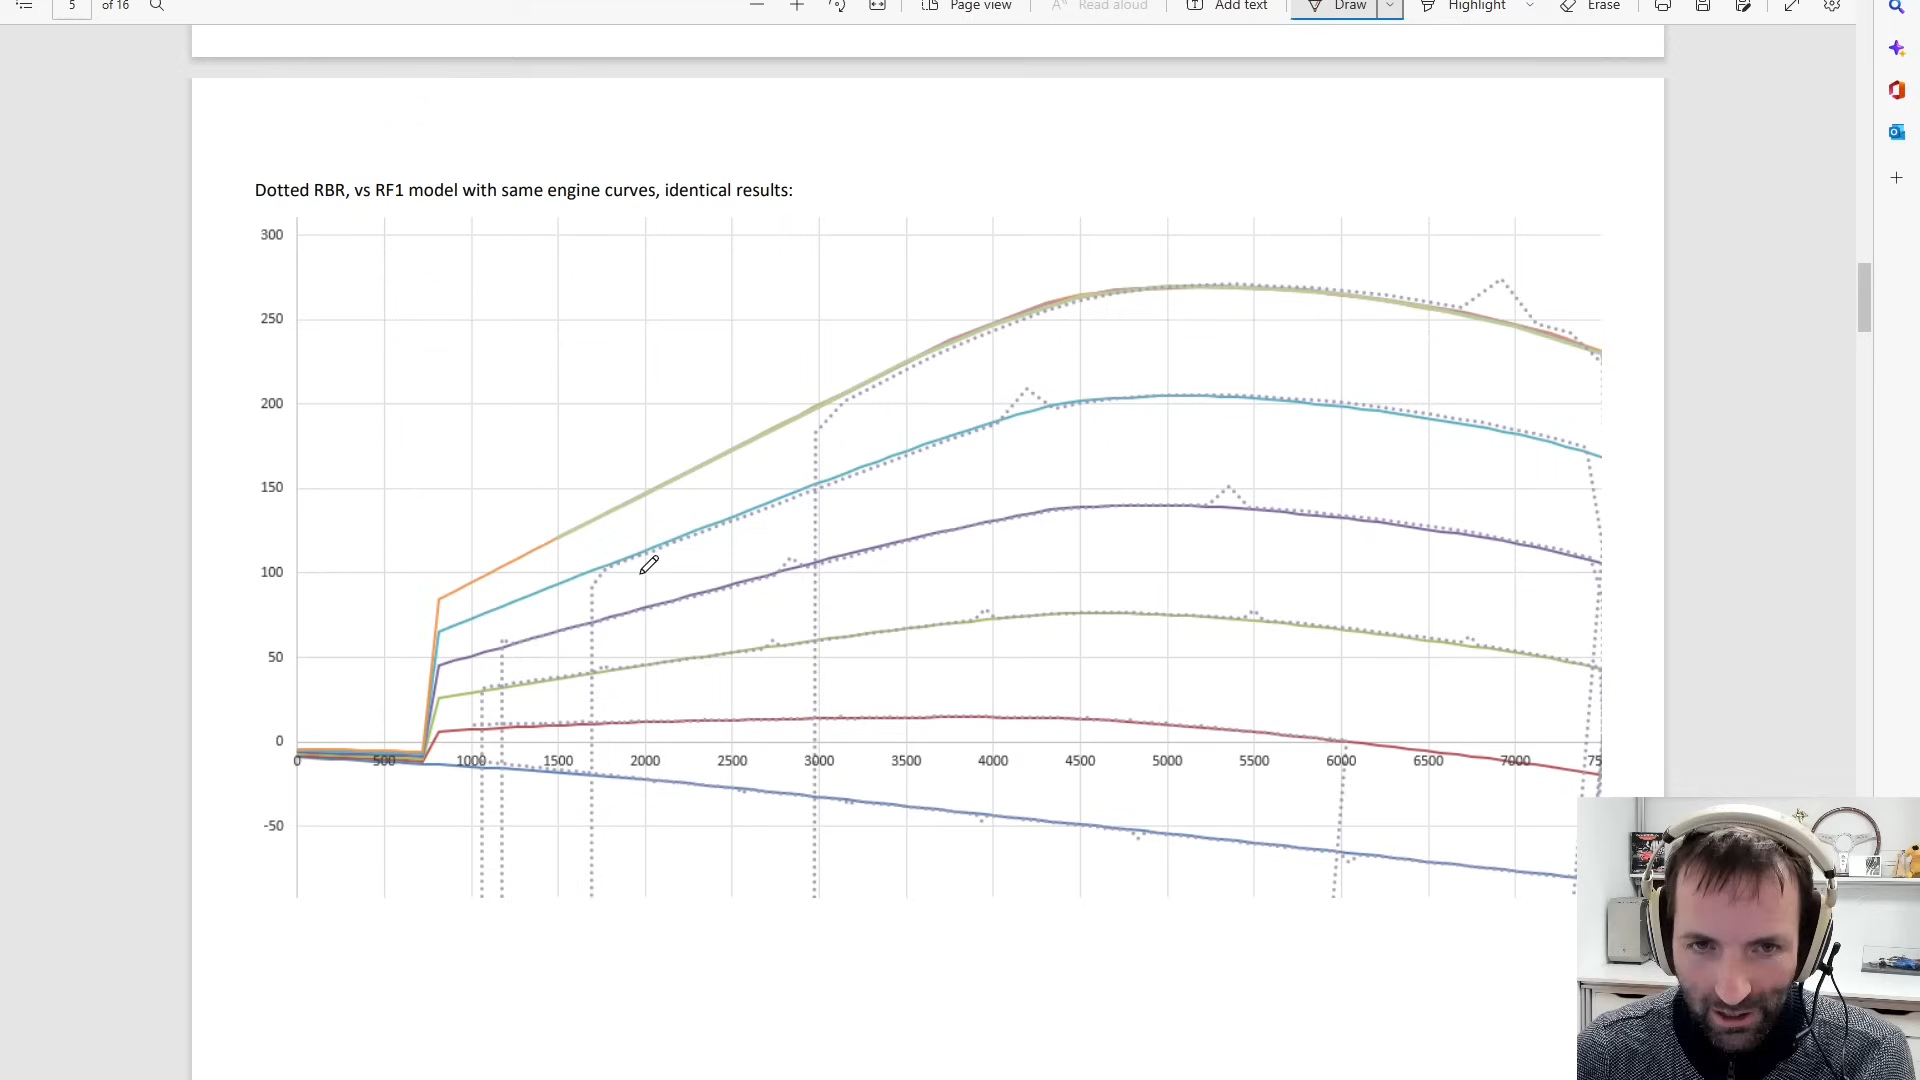 5 of 16 Page view Read aloud Add text Draw Highlight Erase
Dotted RBR, vs RF1 model with same engine curves, identical results:
300
250
200
150
100
50
0
0 500 1000 1500 2000 2500 3000 3500 4000 4500 5000 5500 6000 6500 7000 75
-50